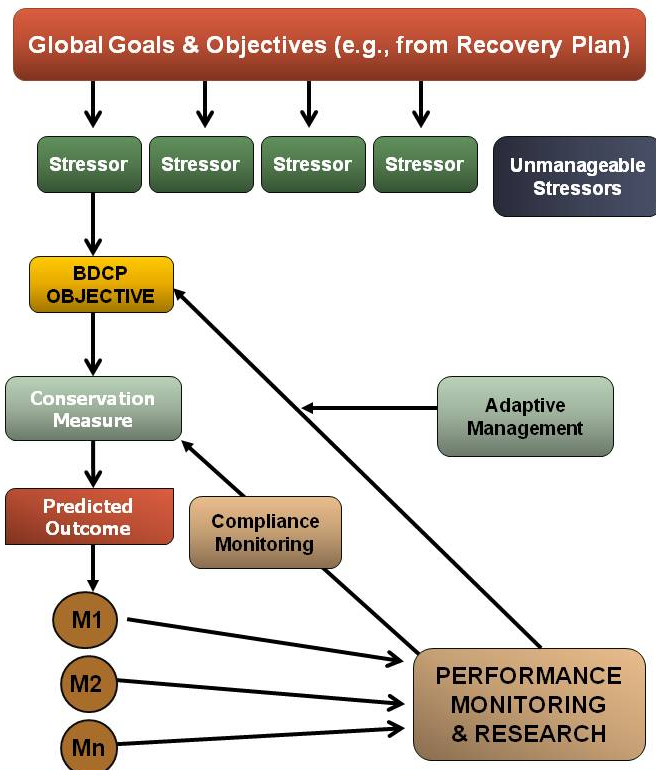 Global Goals & Objectives (e.g., from Recovery Plan)
Stressor
Stressor
Stressor
Stressor
Unmanageable
Stressors
BDCP
OBJECTIVE
Conservation
Measure
Adaptive
Management
Predicted
Outcome
Compliance
Monitoring
M1
M2
Mn
PERFORMANCE
MONITORING
& RESEARCH